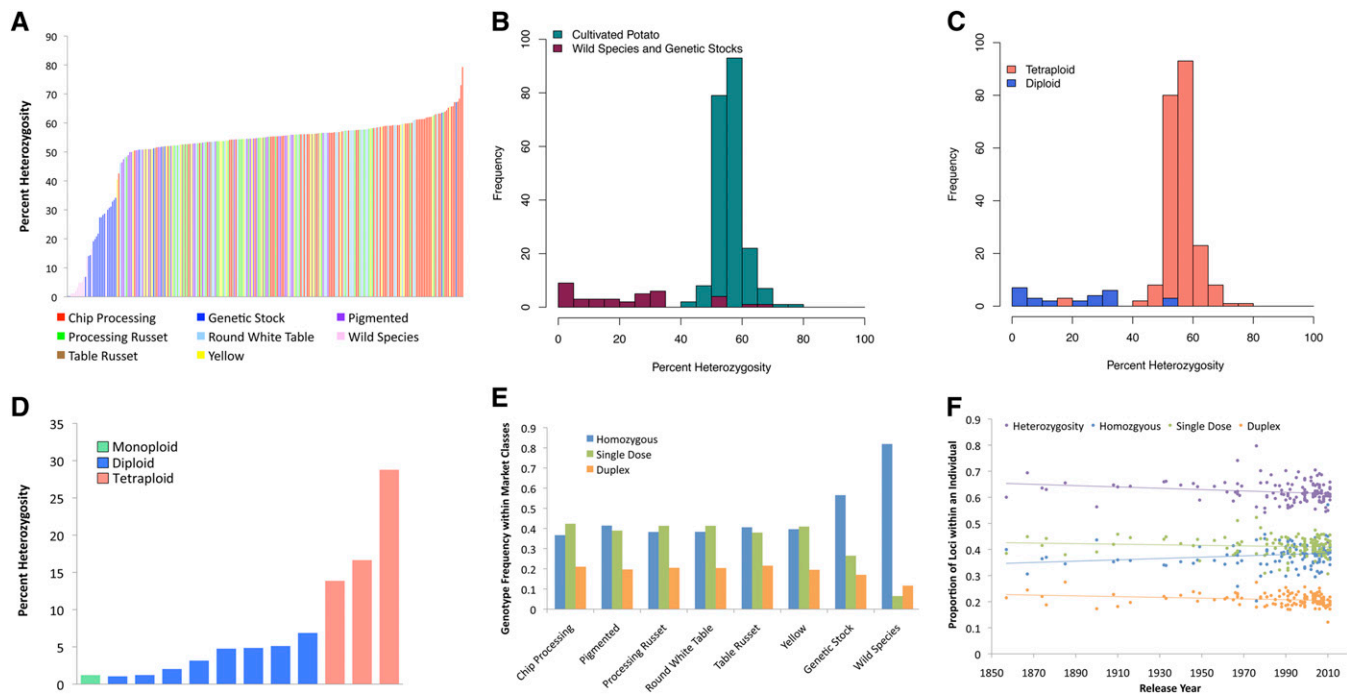 A
90
80
70
60
50
40
30
20
10
0
Percent Heterozygosity
Chip Processing
Genetic Stock
Pigmented
Processing Russet
Round White Table
Wild Species
Table Russet
Yellow
B
Cultivated Potato
Wild Species and Genetic Stocks
Frequency
100
80
60
40
20
0
0 20 40 60 80 100
Percent Heterozygosity
C
Tetraploid
Diploid
Frequency
100
80
60
40
20
0
0 20 40 60 80 100
Percent Heterozygosity
D
35
30
25
20
15
10
5
0
Percent Heterozygosity
Monoploid
Diploid
Tetraploid
E
Genotype Frequency within Market Classes
0.9
0.8
0.7
0.6
0.5
0.4
0.3
0.2
0.1
0
Homozygous
Single Dose
Duplex
Chip Processing
Pigmented
Processing Russet
Round White Table
Table Russet
Yellow
Genetic Stock
Wild Species
F
Proportion of Loci within an Individual
0.9
0.8
0.7
0.6
0.5
0.4
0.3
0.2
0.1
0
Heterozygosity Homozgyous Single Dose Duplex
1850 1870 1890 1910 1930 1950 1970 1990 2010
Release Year